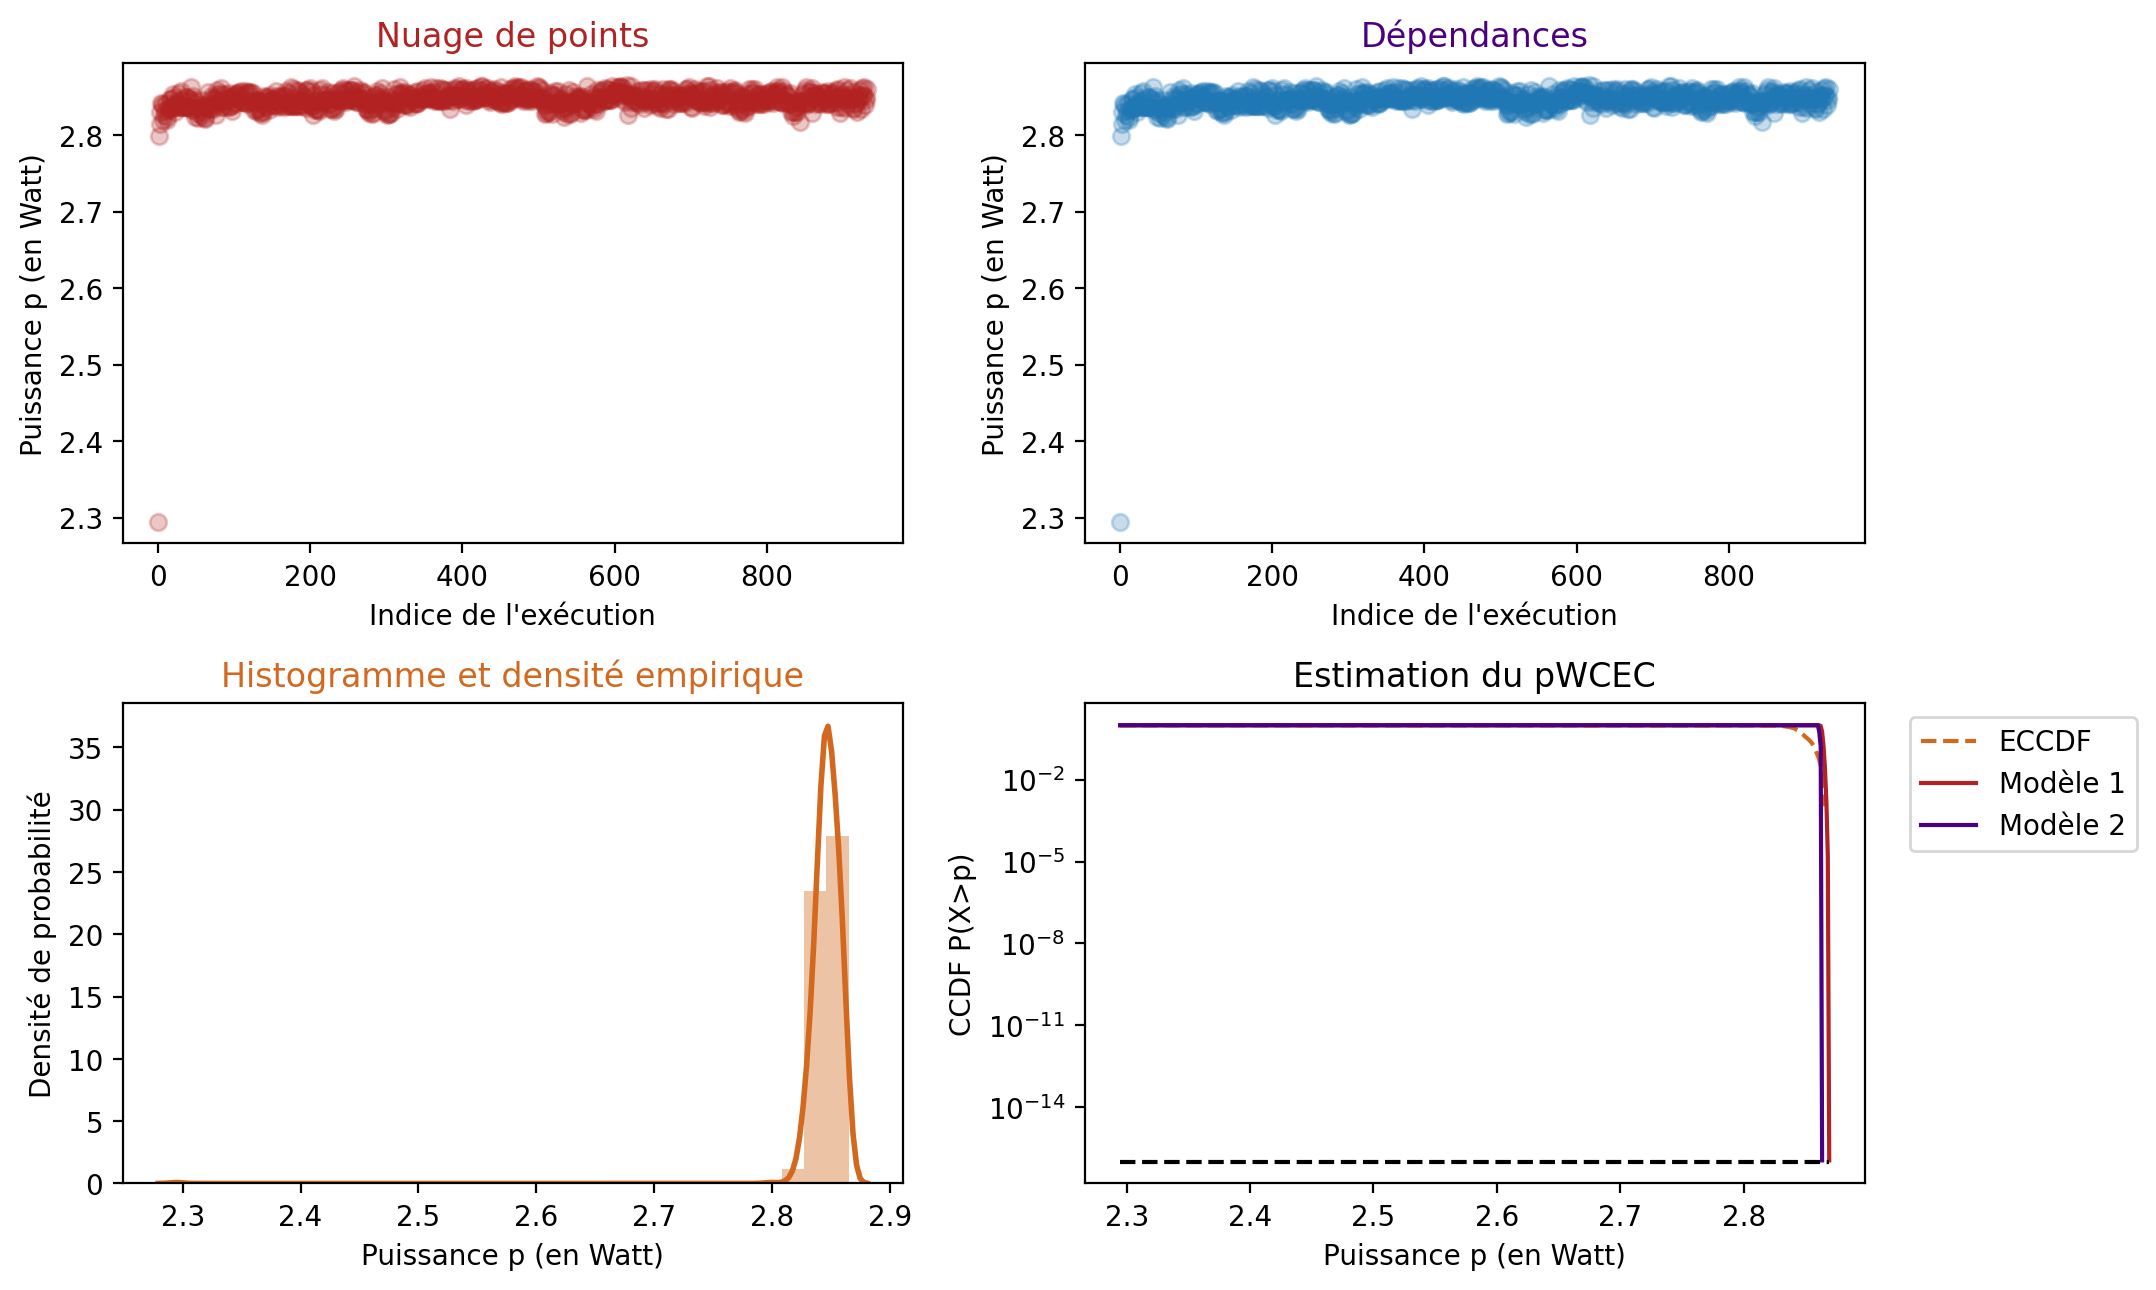 Nuage de points
Puissance p (en Watt)
2.8
2.7
2.6
2.5
2.4
2.3
0 200 400 600 800
Indice de l'exécution
Dépendances
Puissance p (en Watt)
2.8
2.7
2.6
2.5
2.4
2.3
0 200 400 600 800
Indice de l'exécution
Histogramme et densité empirique
Densité de probabilité
35
30
25
20
15
10
5
0
2.3 2.4 2.5 2.6 2.7 2.8 2.9
Puissance p (en Watt)
Estimation du pWCEC
CCDF P(X>p)
10⁻²
10⁻⁵
10⁻⁸
10⁻¹¹
10⁻¹⁴
2.3 2.4 2.5 2.6 2.7 2.8
Puissance p (en Watt)
ECCDF
Modèle 1
Modèle 2